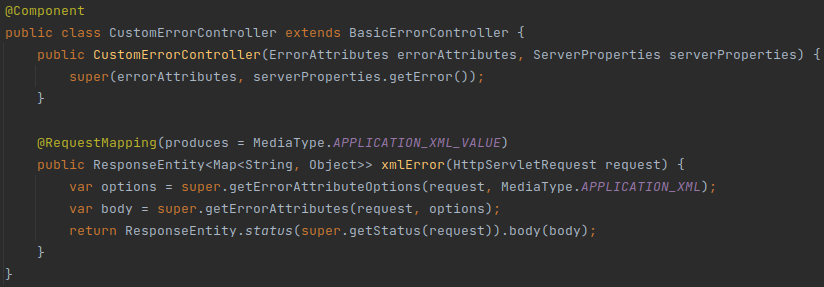 @Component
public class CustomErrorController extends BasicErrorController {
    public CustomErrorController(ErrorAttributes errorAttributes, ServerProperties serverProperties) {
        super(errorAttributes, serverProperties.getError());
    }

    @RequestMapping(produces = MediaType.APPLICATION_XML_VALUE)
    public ResponseEntity<Map<String, Object>> xmlError(HttpServletRequest request) {
        var options = super.getErrorAttributeOptions(request, MediaType.APPLICATION_XML);
        var body = super.getErrorAttributes(request, options);
        return ResponseEntity.status(super.getStatus(request)).body(body);
    }
}